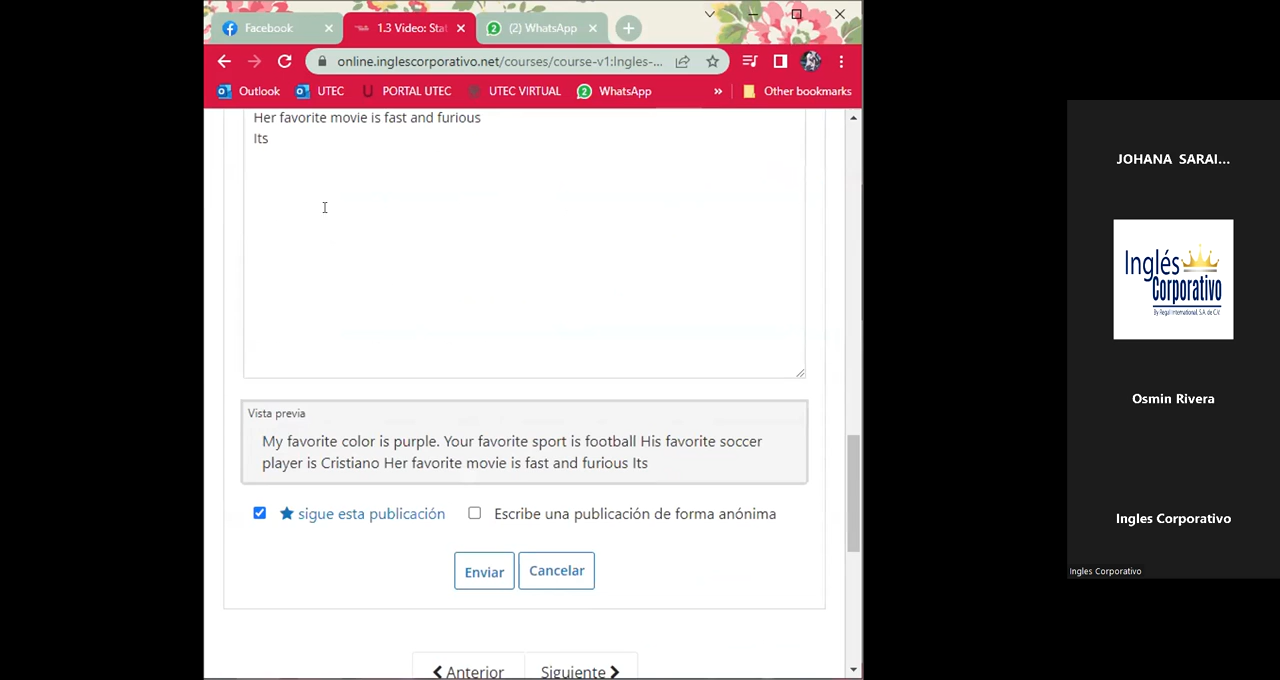 Facebook
1.3 Video: Sta
(2) WhatsApp
online.inglescorporativo.net/courses/course-v1:Ingles-...
Outlook
UTEC
PORTAL UTEC
UTEC VIRTUAL
WhatsApp
»
Other bookmarks
Her favorite movie is fast and furious
Its
Vista previa
My favorite color is purple. Your favorite sport is football His favorite soccer
player is Cristiano Her favorite movie is fast and furious Its
sigue esta publicación
Escribe una publicación de forma anónima
Enviar
Cancelar
Anterior
Siguiente
JOHANA SARAI...
Inglés
Corporativo
By Regal International, S.A. de C.V.
Osmin Rivera
Ingles Corporativo
Ingles Corporativo